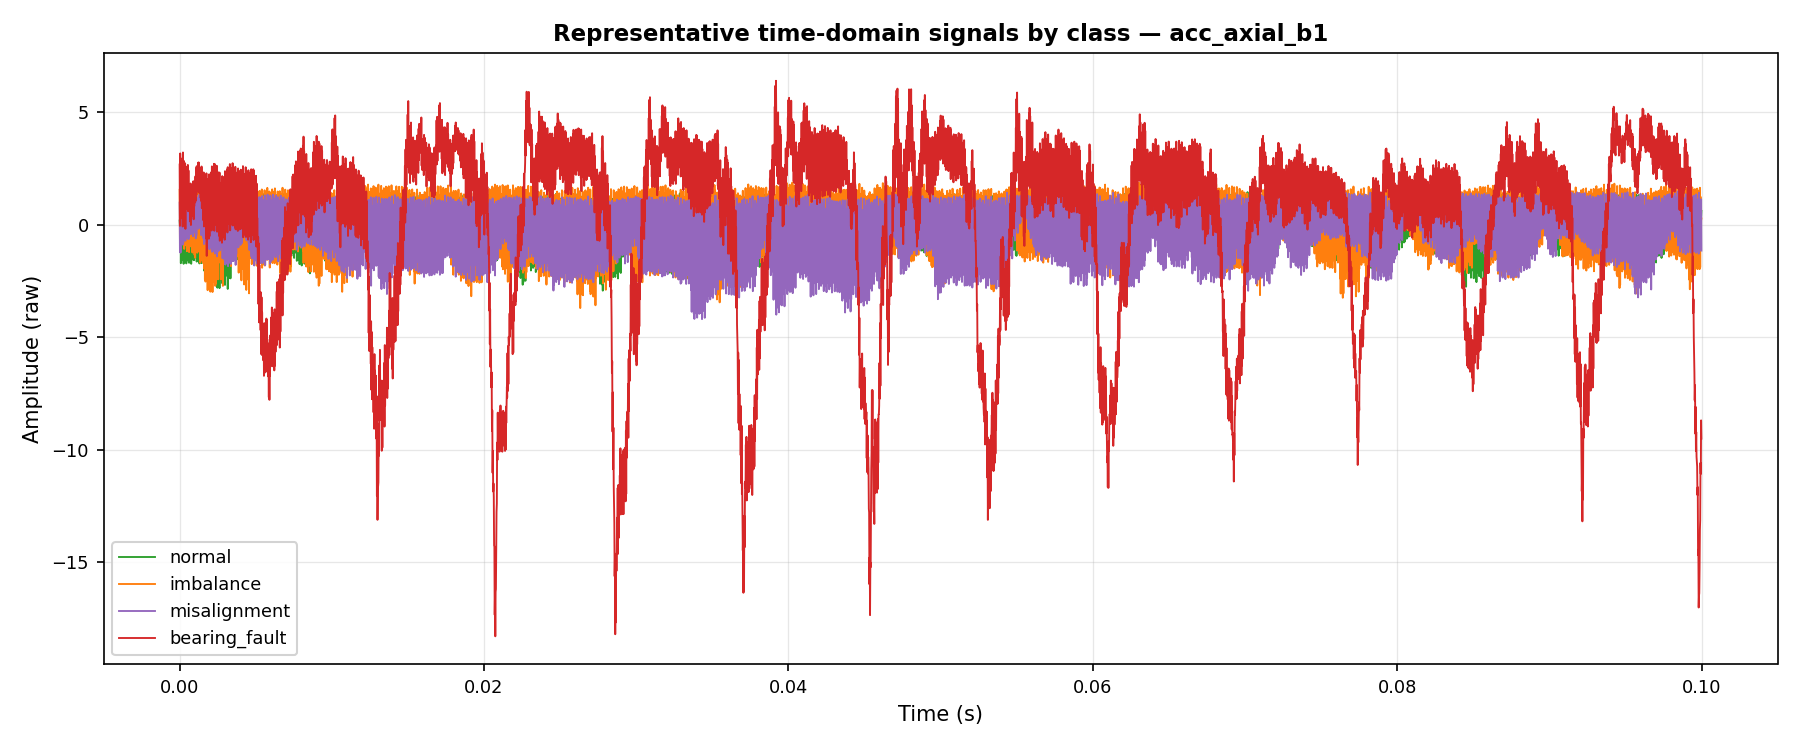 Representative time-domain signals by class — acc_axial_b1
Amplitude (raw)
5
0
−5
−10
−15
normal
imbalance
misalignment
bearing_fault
0.00 0.02 0.04 0.06 0.08 0.10
Time (s)